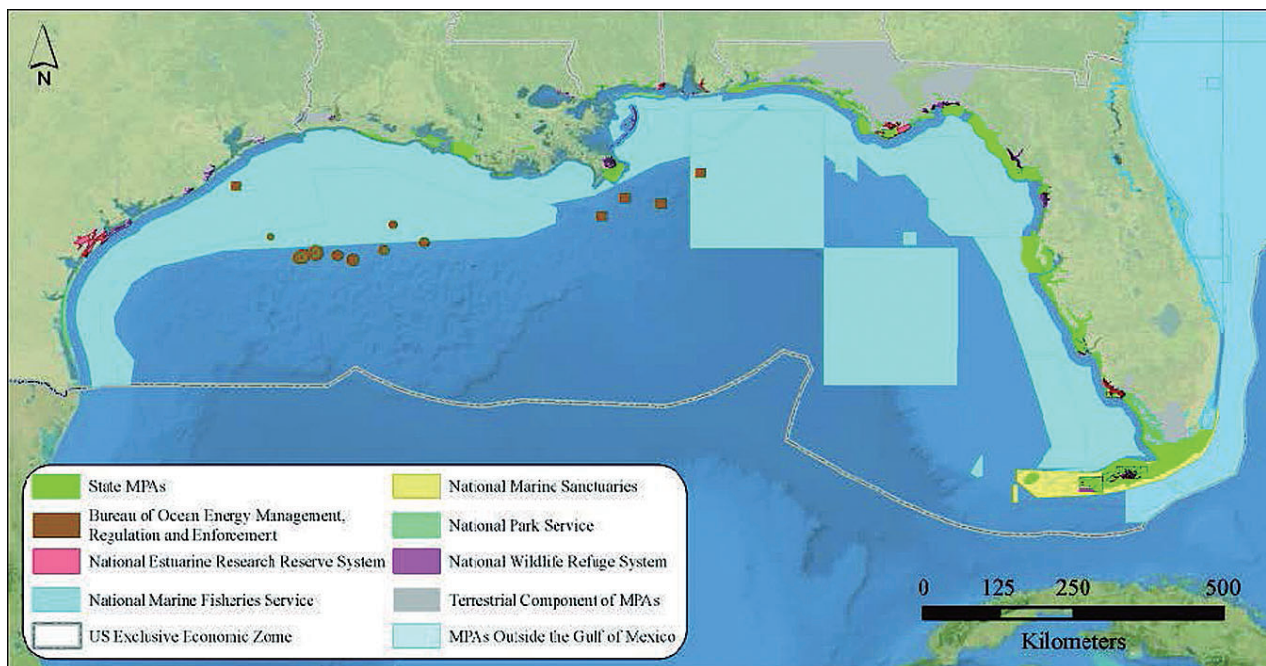 N
State MPAs
Bureau of Ocean Energy Management,
Regulation and Enforcement
National Estuarine Research Reserve System
National Marine Fisheries Service
US Exclusive Economic Zome
National Marine Sanctuaries
National Park Service
National Wildlife Refuge System
Terrestrial Component of MPAs
MPAs Outside the Gulf of Mexico
0 125 250 500
Kilometers